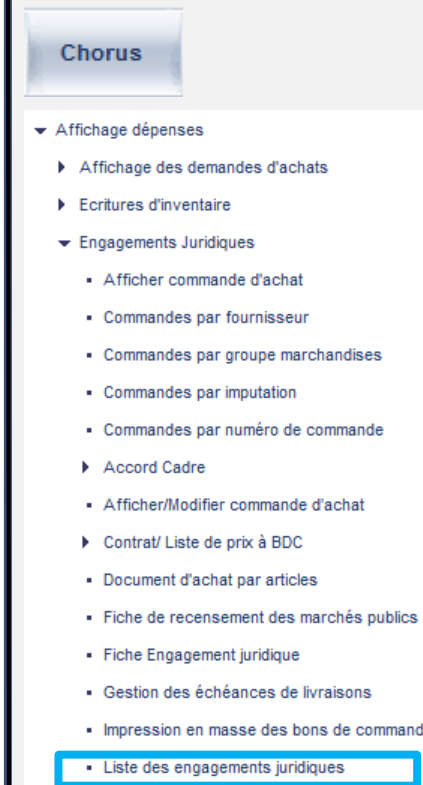 Chorus
Affichage dépenses
Affichage des demandes d'achats
Ecritures d'inventaire
Engagements Juridiques
Afficher commande d'achat
Commandes par fournisseur
Commandes par groupe marchandises
Commandes par imputation
Commandes par numéro de commande
Accord Cadre
Afficher/Modifier commande d'achat
Contrat/ Liste de prix à BDC
Document d'achat par articles
Fiche de recensement des marchés publics
Fiche Engagement juridique
Gestion des échéances de livraisons
Impression en masse des bons de command
Liste des engagements juridiques